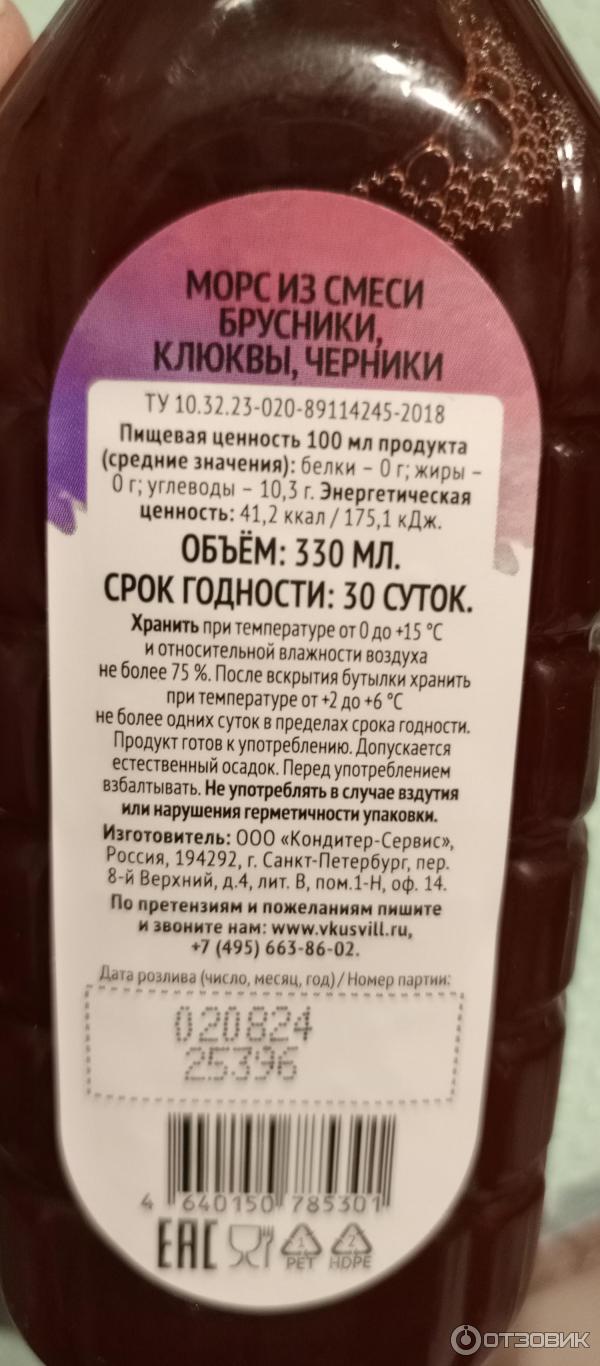 МОРС ИЗ СМЕСИ
БРУСНИКИ,
КЛЮКВЫ, ЧЕРНИКИ
ТУ 10.32.23-020-89114245-2018
Пищевая ценность 100 мл продукта
(средние значения): белки – 0 г; жиры –
0 г; углеводы – 10,3 г. Энергетическая
ценность: 41,2 ккал / 175,1 кДж.
ОБЪЁМ: 330 МЛ.
СРОК ГОДНОСТИ: 30 СУТОК.
Хранить при температуре от 0 до +15 °C
и относительной влажности воздуха
не более 75 %. После вскрытия бутылки хранить
при температуре от +2 до +6 °C
не более одних суток в пределах срока годности.
Продукт готов к употреблению. Допускается
естественный осадок. Перед употреблением
взбалтывать. Не употреблять в случае вздутия
или нарушения герметичности упаковки.
Изготовитель: ООО «Кондитер-Сервис»,
Россия, 194292, г. Санкт-Петербург, пер.
8-й Верхний, д.4, лит. В, пом.1-Н, оф. 14.
По претензиям и пожеланиям пишите
и звоните нам: www.vkusvill.ru,
+7 (495) 663-86-02.
Дата розлива (число, месяц, год) / Номер партии:
020824
25396
4 640150 785301
EAC
1 2
PET HDPE
ОТЗОВИК